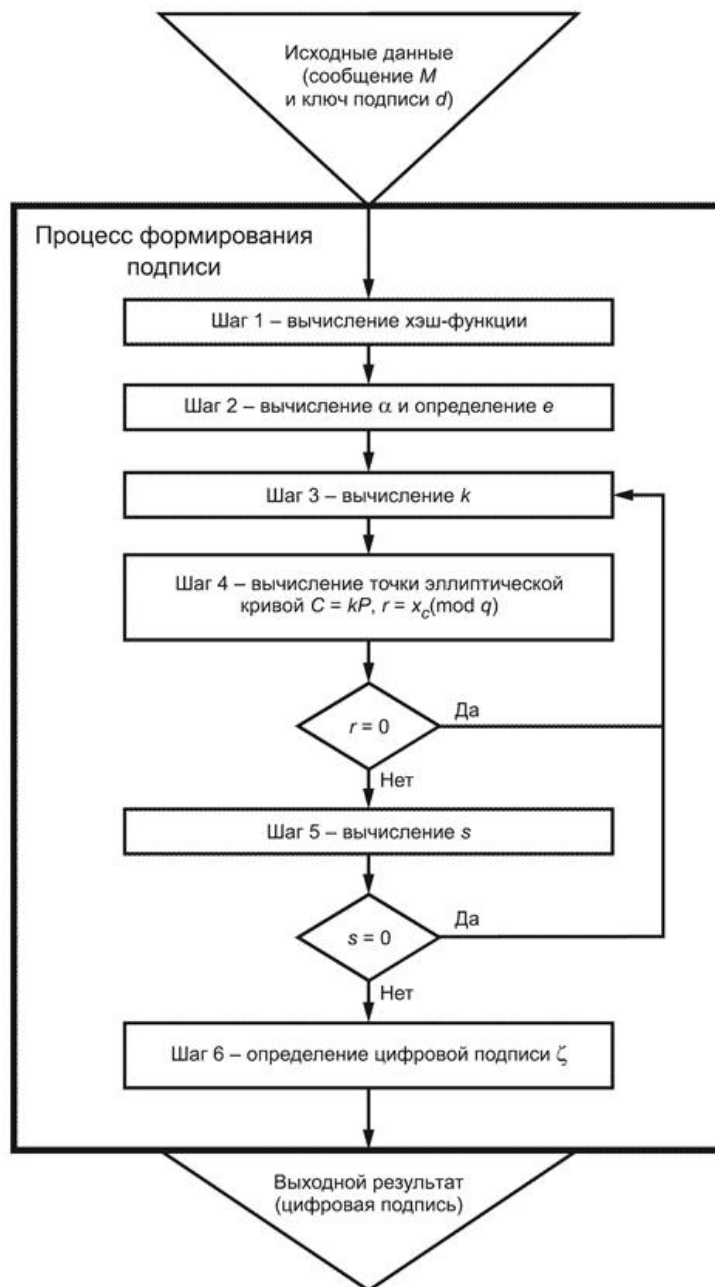 Исходные данные
(сообщение M
и ключ подписи d)
Процесс формирования
подписи
Шаг 1 – вычисление хэш-функции
Шаг 2 – вычисление α и определение e
Шаг 3 – вычисление k
Шаг 4 – вычисление точки эллиптической
кривой C = kP, r = x_c(mod q)
r = 0
Да
Нет
Шаг 5 – вычисление s
s = 0
Да
Нет
Шаг 6 – определение цифровой подписи ζ
Выходной результат
(цифровая подпись)